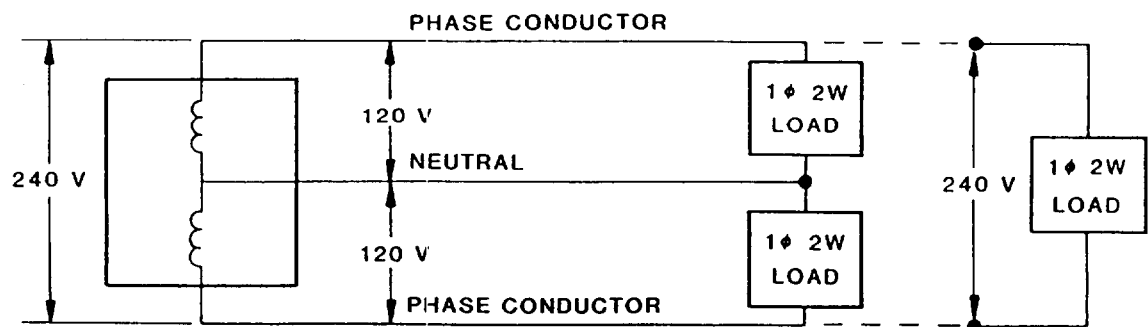 PHASE CONDUCTOR
1ϕ 2W
LOAD
120 V
NEUTRAL
240 V
240 V
1ϕ 2W
LOAD
1ϕ 2W
LOAD
120 V
PHASE CONDUCTOR